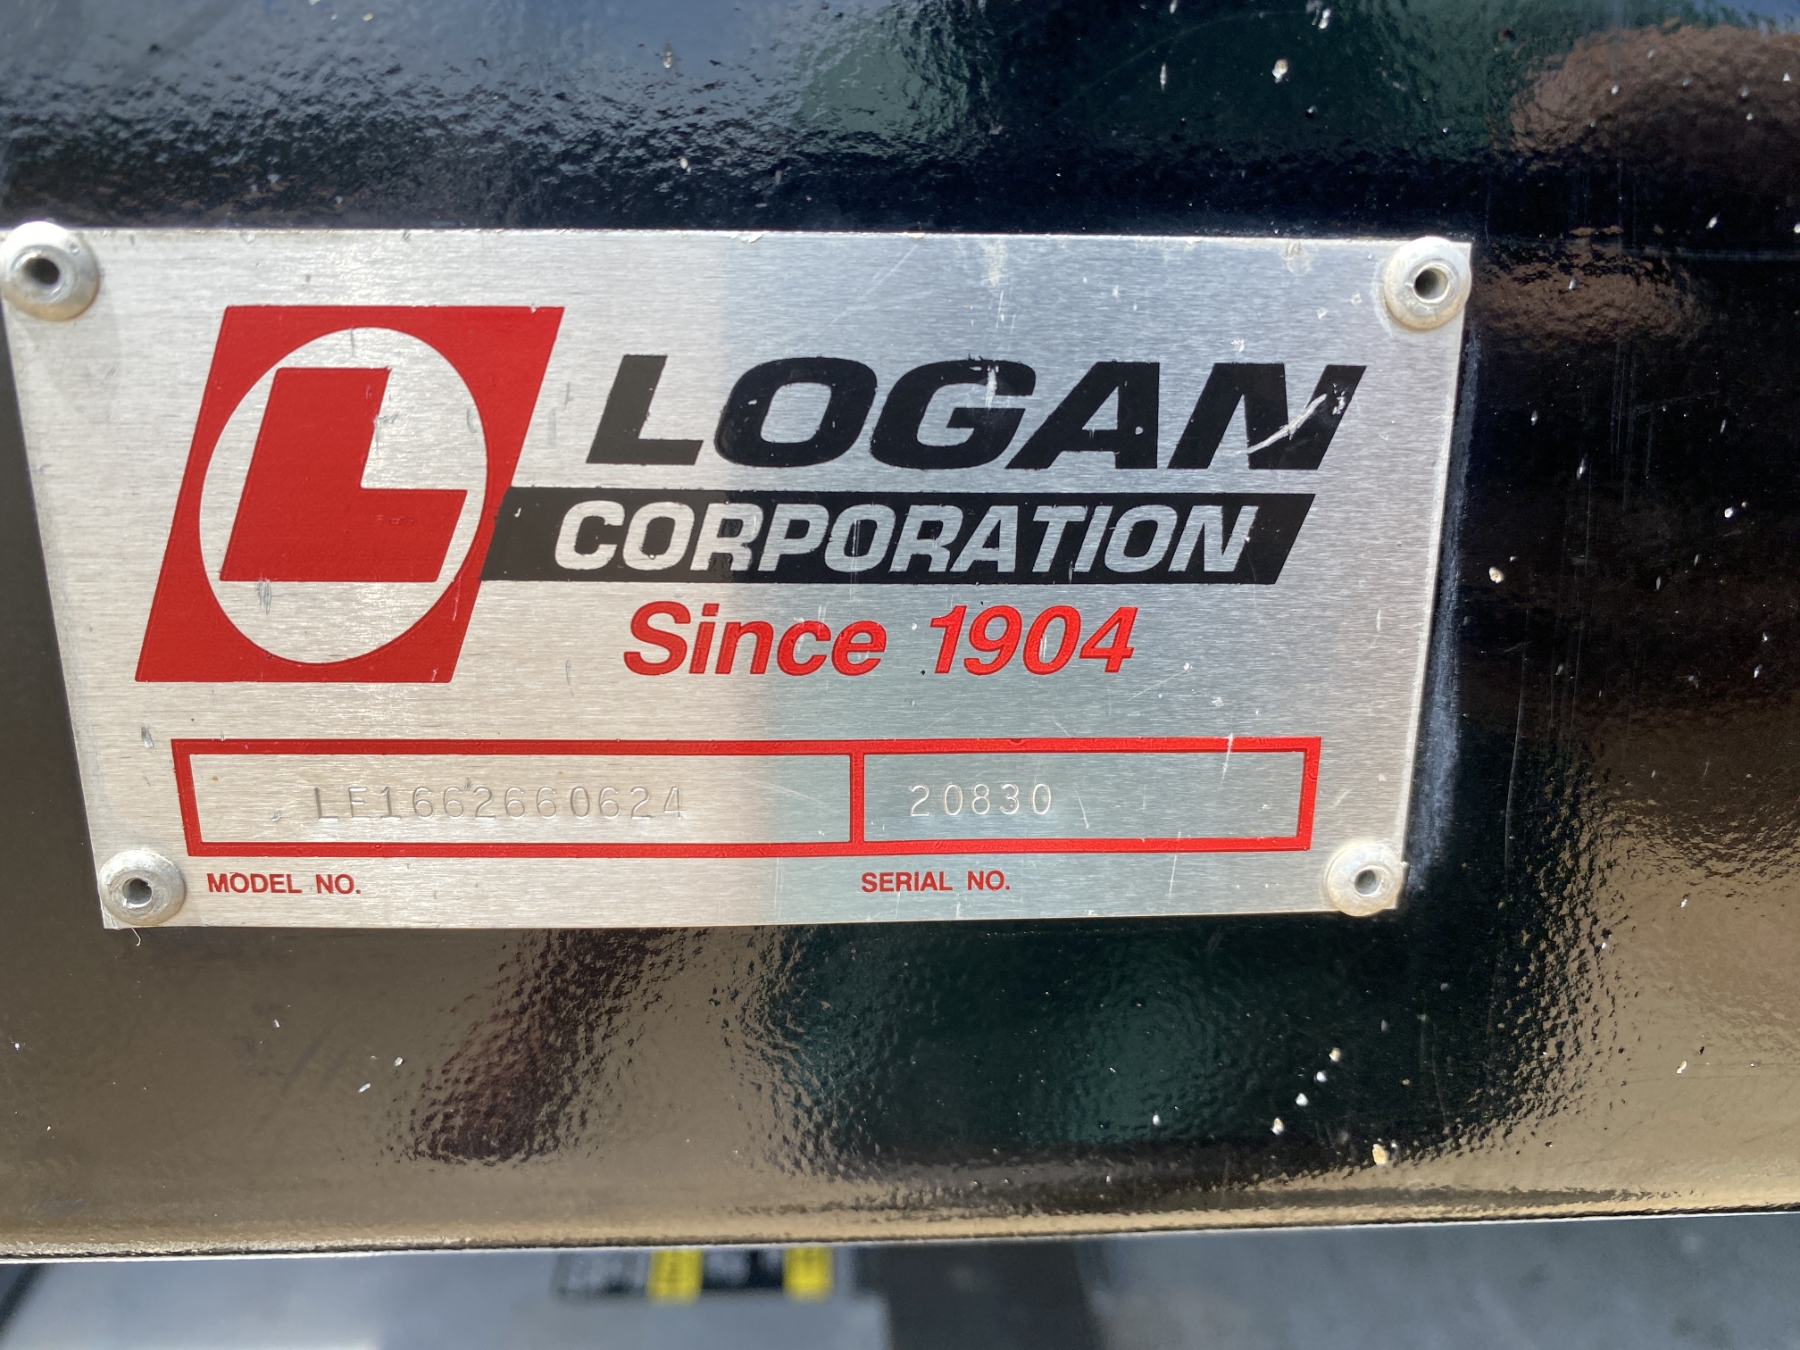 L
LOGAN
CORPORATION
Since 1904
LE1662660624 20830
MODEL NO. SERIAL NO.